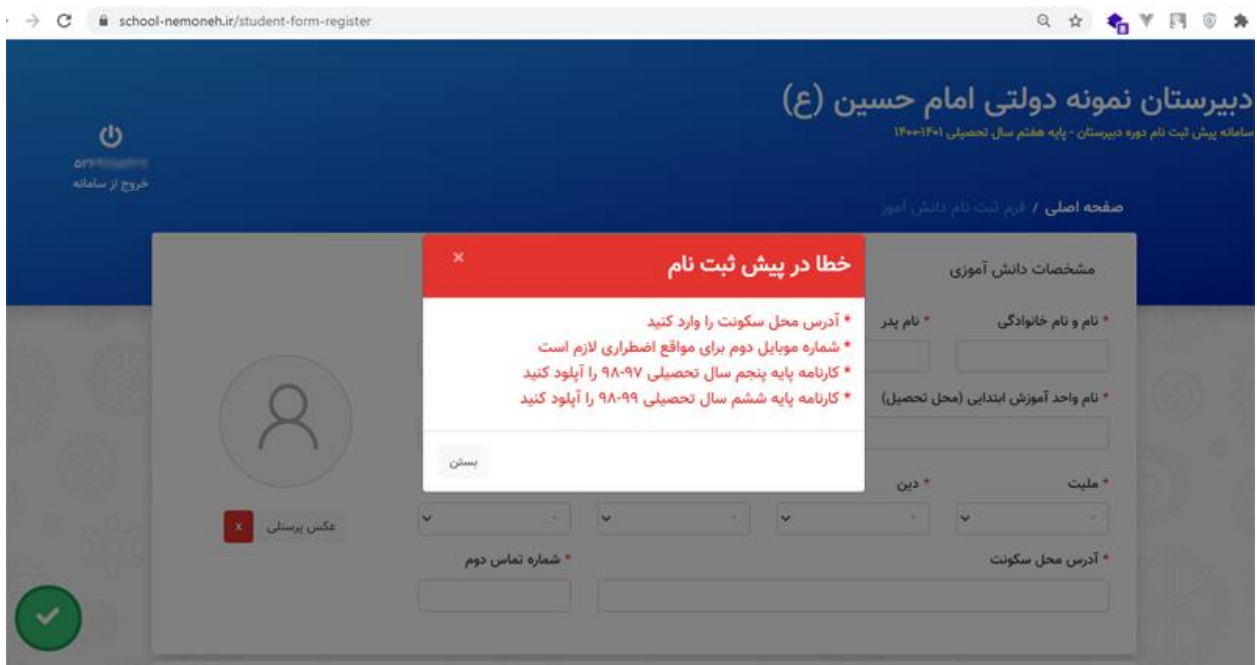 school-nemoneh.ir/student-form-register
دبیرستان نمونه دولتی امام حسین (ع)
سامانه پیش ثبت نام دوره دبیرستان - پایه هفتم سال تحصیلی ۱۴۰۱-۱۴۰۰
خروج از سامانه
صفحه اصلی / فرم ثبت نام دانش آموز
مشخصات دانش آموزی
خطا در پیش ثبت نام
×
* آدرس محل سکونت را وارد کنید
* شماره موبایل دوم برای مواقع اضطراری لازم است
* کارنامه پایه پنجم سال تحصیلی ۹۷-۹۸ را آپلود کنید
* کارنامه پایه ششم سال تحصیلی ۹۹-۹۸ را آپلود کنید
بستن
* نام و نام خانوادگی
* نام پدر
* نام واحد آموزش ابتدایی (محل تحصیل)
* ملیت
* دین
عکس پرسنلی
x
* آدرس محل سکونت
* شماره تماس دوم